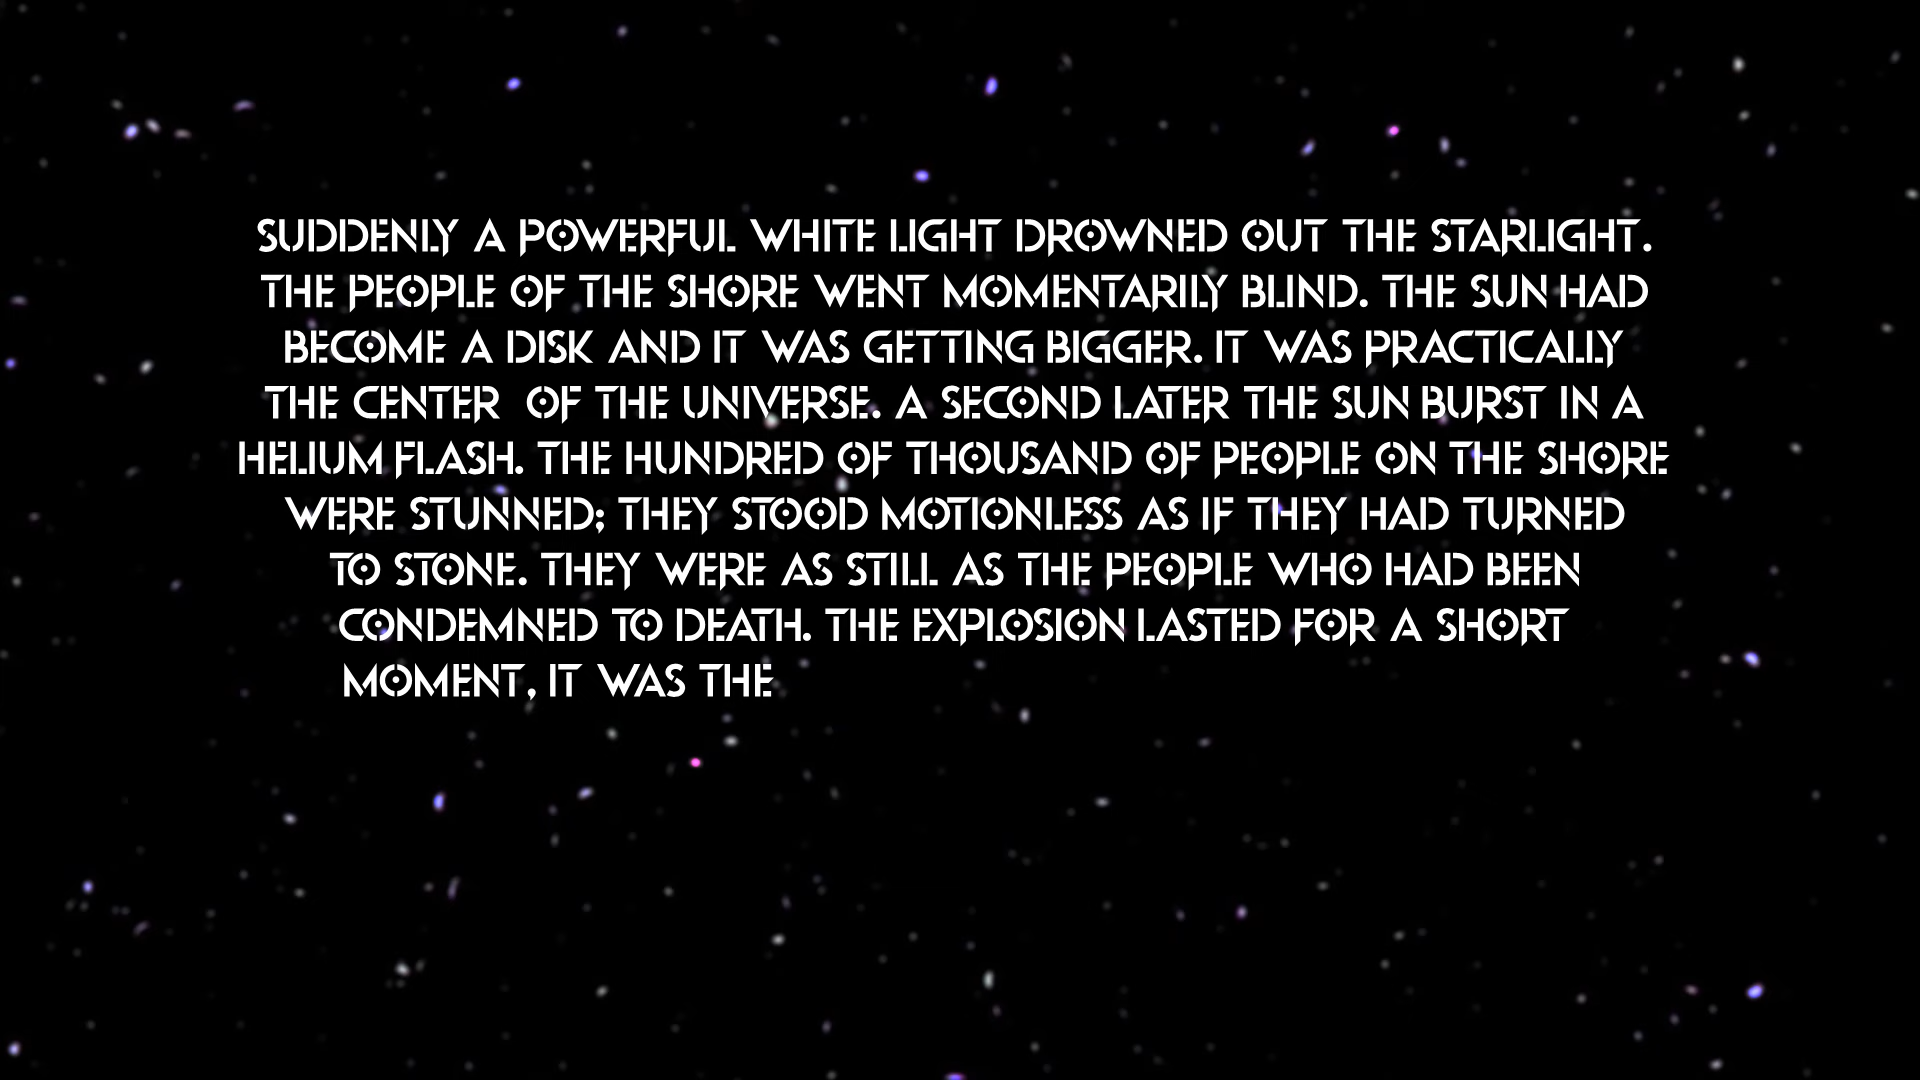 SUDDENLY A POWERFUL WHITE LIGHT DROWNED OUT THE STARLIGHT.
THE PEOPLE OF THE SHORE WENT MOMENTARILY BLIND. THE SUN HAD
BECOME A DISK AND IT WAS GETTING BIGGER. IT WAS PRACTICALLY
THE CENTER OF THE UNIVERSE. A SECOND LATER THE SUN BURST IN A
HELIUM FLASH. THE HUNDRED OF THOUSAND OF PEOPLE ON THE SHORE
WERE STUNNED; THEY STOOD MOTIONLESS AS IF THEY HAD TURNED
TO STONE. THEY WERE AS STILL AS THE PEOPLE WHO HAD BEEN
CONDEMNED TO DEATH. THE EXPLOSION LASTED FOR A SHORT
MOMENT, IT WAS THE